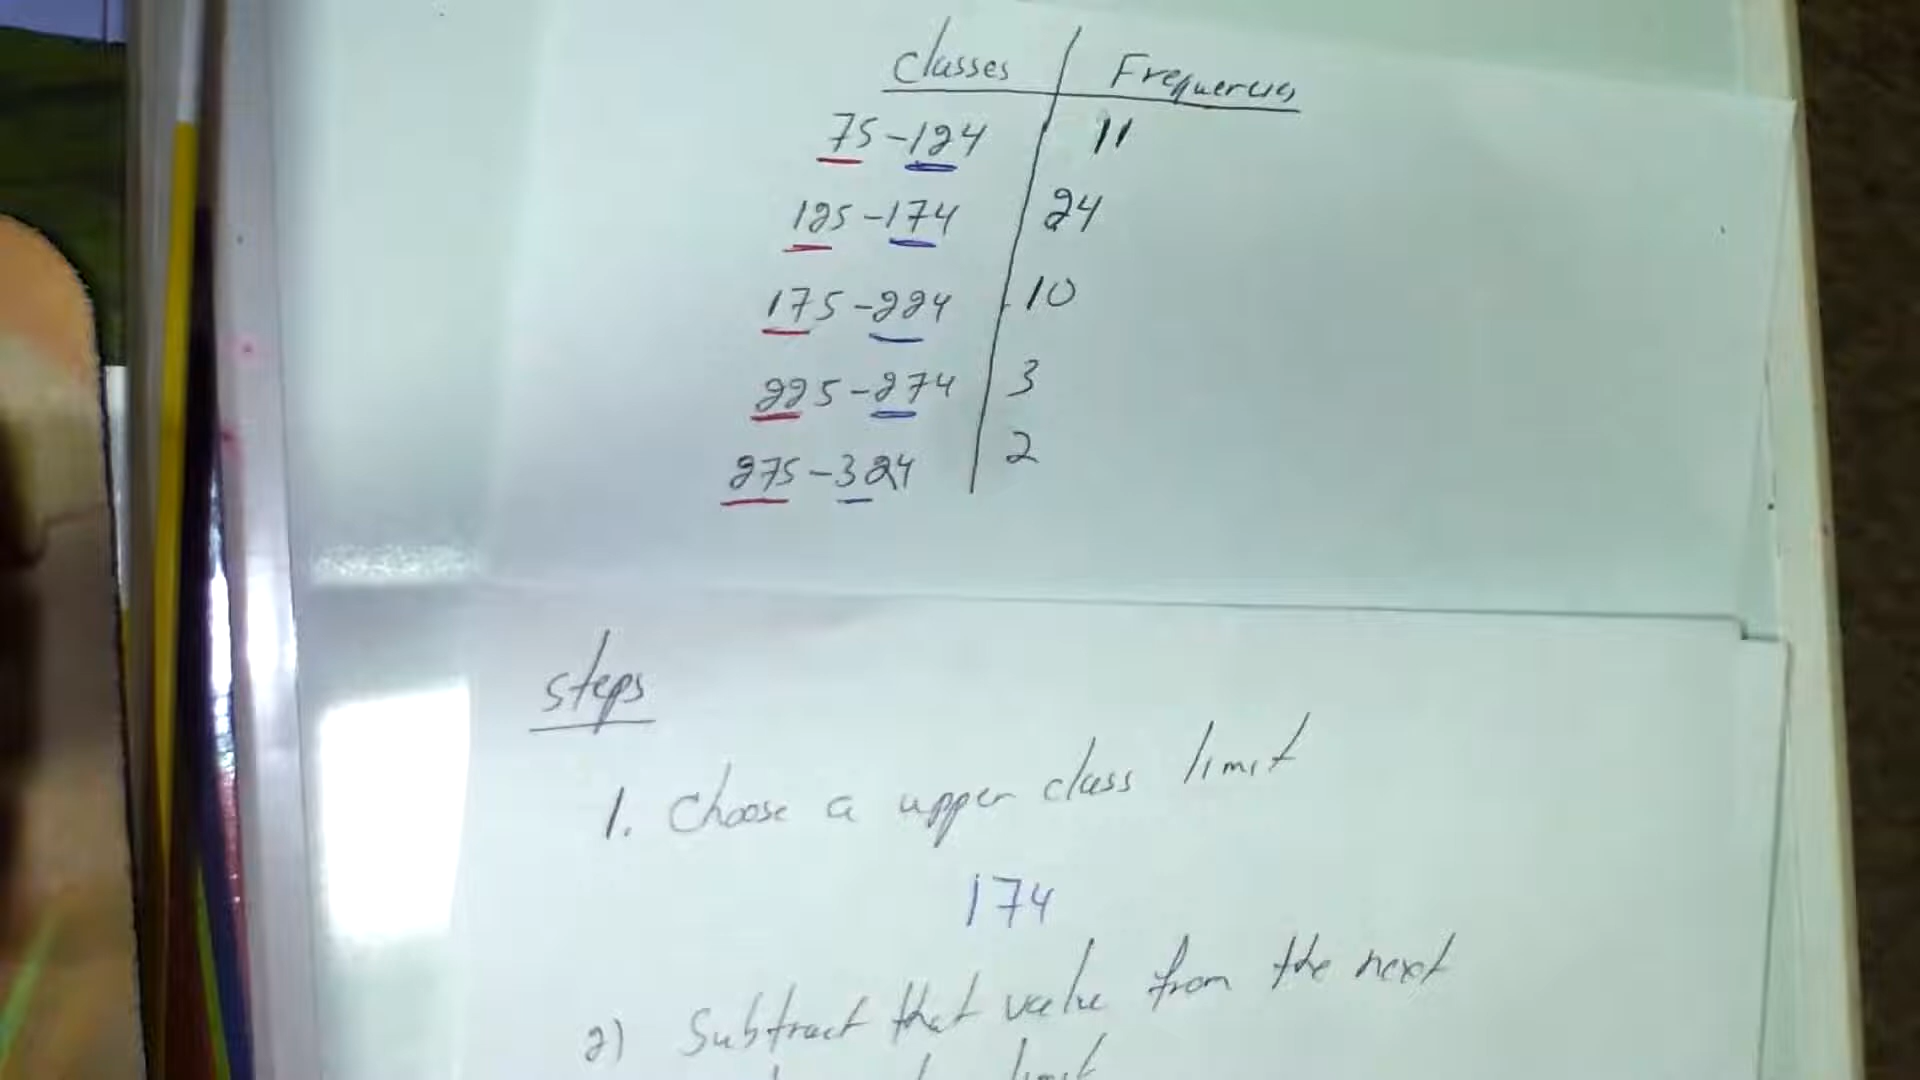 Classes Frequencies
75-124 11
125-174 24
175-224 10
225-274 3
275-324 2
Steps
1. Choose a upper class limit
174
2) Subtract that value from the next
limit